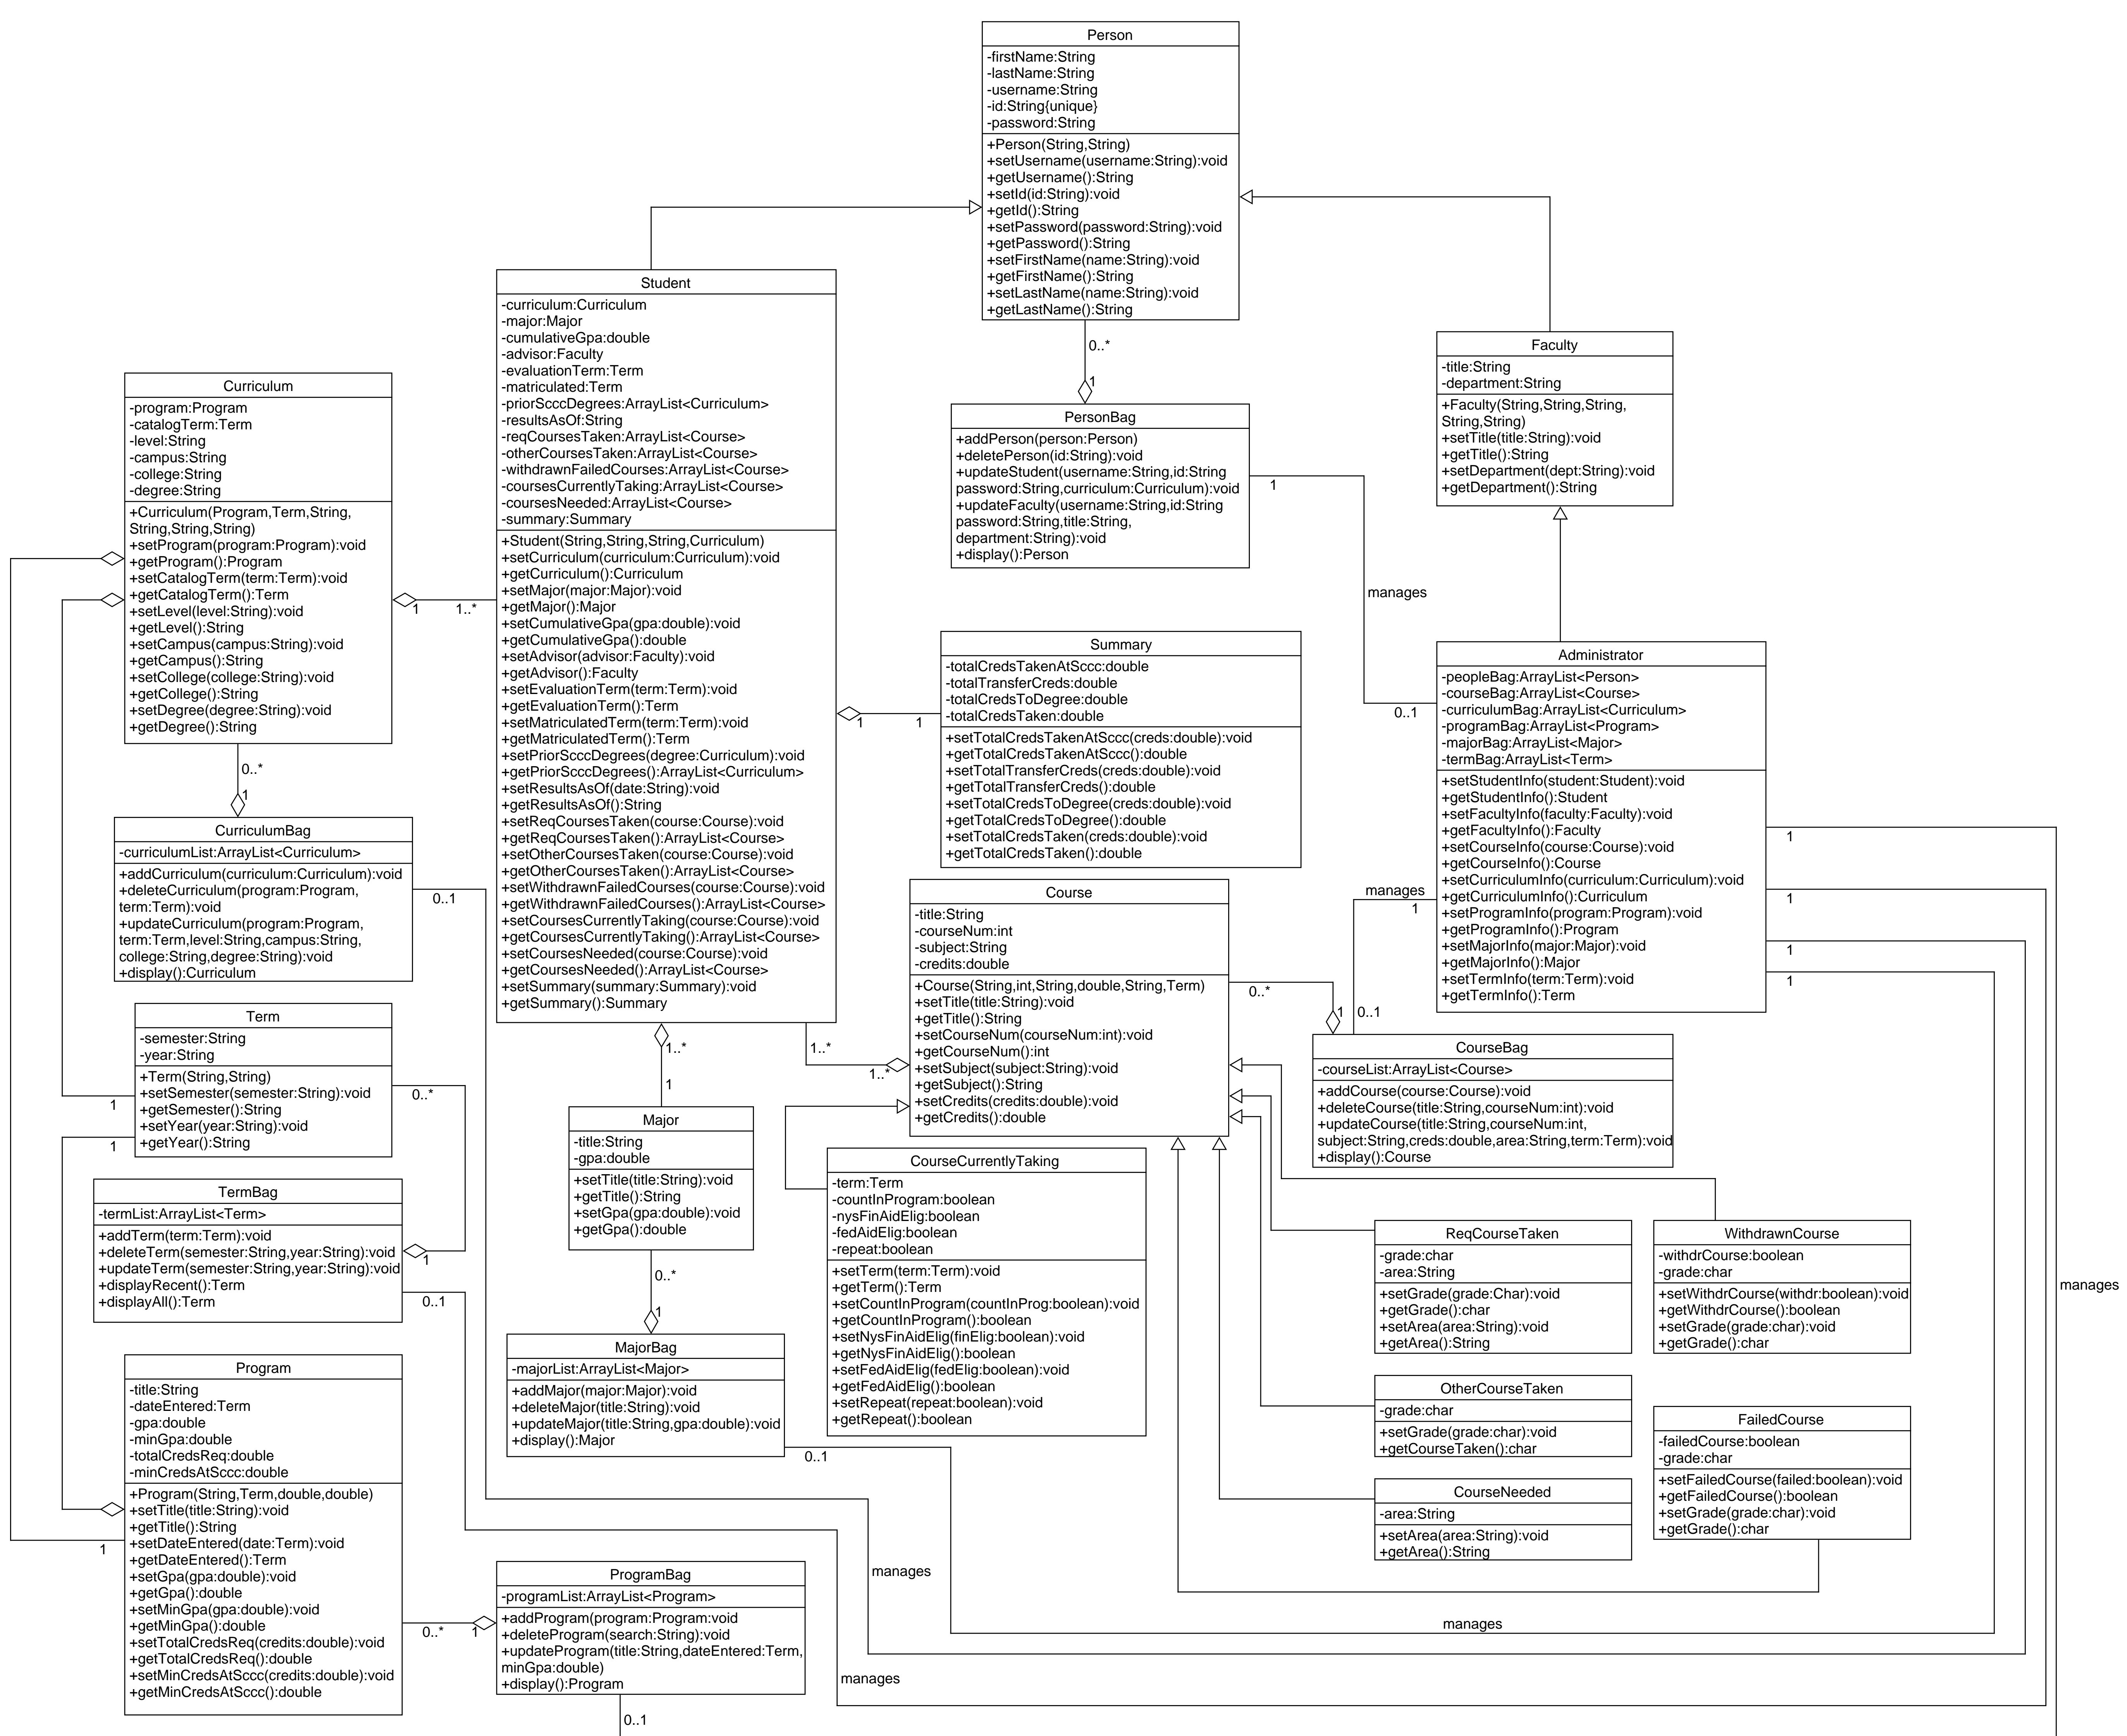 Person
-firstName:String
-lastName:String
-username:String
-id:String{unique}
-password:String
+Person(String,String)
+setUsername(username:String):void
+getUsername():String
+setId(id:String):void
+getId():String
+setPassword(password:String):void
+getPassword():String
+setFirstName(name:String):void
+getFirstName():String
+setLastName(name:String):void
+getLastName():String
0..*
1
Student
-curriculum:Curriculum
-major:Major
-cumulativeGpa:double
-advisor:Faculty
-evaluationTerm:Term
-matriculated:Term
-priorScccDegrees:ArrayList<Curriculum>
-resultsAsOf:String
-reqCoursesTaken:ArrayList<Course>
-otherCoursesTaken:ArrayList<Course>
-withdrawnFailedCourses:ArrayList<Course>
-coursesCurrentlyTaking:ArrayList<Course>
-coursesNeeded:ArrayList<Course>
-summary:Summary
+Student(String,String,String,Curriculum)
+setCurriculum(curriculum:Curriculum):void
+getCurriculum():Curriculum
+setMajor(major:Major):void
+getMajor():Major
+setCumulativeGpa(gpa:double):void
+getCumulativeGpa():double
+setAdvisor(advisor:Faculty):void
+getAdvisor():Faculty
+setEvaluationTerm(term:Term):void
+getEvaluationTerm():Term
+setMatriculatedTerm(term:Term):void
+getMatriculatedTerm():Term
+setPriorScccDegrees(degree:Curriculum):void
+getPriorScccDegrees():ArrayList<Curriculum>
+setResultsAsOf(date:String):void
+getResultsAsOf():String
+setReqCoursesTaken(course:Course):void
+getReqCoursesTaken():ArrayList<Course>
+setOtherCoursesTaken(course:Course):void
+getOtherCoursesTaken():ArrayList<Course>
+setWithdrawnFailedCourses(course:Course):void
+getWithdrawnFailedCourses():ArrayList<Course>
+setCoursesCurrentlyTaking(course:Course):void
+getCoursesCurrentlyTaking():ArrayList<Course>
+setCoursesNeeded(course:Course):void
+getCoursesNeeded():ArrayList<Course>
+setSummary(summary:Summary):void
+getSummary():Summary
Faculty
-title:String
-department:String
+Faculty(String,String,String,
String,String)
+setTitle(title:String):void
+getTitle():String
+setDepartment(dept:String):void
+getDepartment():String
Curriculum
-program:Program
-catalogTerm:Term
-level:String
-campus:String
-college:String
-degree:String
+Curriculum(Program,Term,String,
String,String,String)
+setProgram(program:Program):void
+getProgram():Program
+setCatalogTerm(term:Term):void
+getCatalogTerm():Term
+setLevel(level:String):void
+getLevel():String
+setCampus(campus:String):void
+getCampus():String
+setCollege(college:String):void
+getCollege():String
+setDegree(degree:String):void
+getDegree():String
1
1..*
0..*
1
PersonBag
+addPerson(person:Person)
+deletePerson(id:String):void
+updateStudent(username:String,id:String
password:String,curriculum:Curriculum):void
+updateFaculty(username:String,id:String
password:String,title:String,
department:String):void
+display():Person
1
manages
0..1
Summary
-totalCredsTakenAtSccc:double
-totalTransferCreds:double
-totalCredsToDegree:double
-totalCredsTaken:double
+setTotalCredsTakenAtSccc(creds:double):void
+getTotalCredsTakenAtSccc():double
+setTotalTransferCreds(creds:double):void
+getTotalTransferCreds():double
+setTotalCredsToDegree(creds:double):void
+getTotalCredsToDegree():double
+setTotalCredsTaken(creds:double):void
+getTotalCredsTaken():double
1
1
Administrator
-peopleBag:ArrayList<Person>
-courseBag:ArrayList<Course>
-curriculumBag:ArrayList<Curriculum>
-programBag:ArrayList<Program>
-majorBag:ArrayList<Major>
-termBag:ArrayList<Term>
+setStudentInfo(student:Student):void
+getStudentInfo():Student
+setFacultyInfo(faculty:Faculty):void
+getFacultyInfo():Faculty
+setCourseInfo(course:Course):void
+getCourseInfo():Course
+setCurriculumInfo(curriculum:Curriculum):void
+getCurriculumInfo():Curriculum
+setProgramInfo(program:Program):void
+getProgramInfo():Program
+setMajorInfo(major:Major):void
+getMajorInfo():Major
+setTermInfo(term:Term):void
+getTermInfo():Term
1
1
1
1
manages
1
0..1
CurriculumBag
-curriculumList:ArrayList<Curriculum>
+addCurriculum(curriculum:Curriculum):void
+deleteCurriculum(program:Program,
term:Term):void
+updateCurriculum(program:Program,
term:Term,level:String,campus:String,
college:String,degree:String):void
+display():Curriculum
0..1
Course
-title:String
-courseNum:int
-subject:String
-credits:double
+Course(String,int,String,double,String,Term)
+setTitle(title:String):void
+getTitle():String
+setCourseNum(courseNum:int):void
+getCourseNum():int
+setSubject(subject:String):void
+getSubject():String
+setCredits(credits:double):void
+getCredits():double
0..*
1
1..*
1..*
CourseBag
-courseList:ArrayList<Course>
+addCourse(course:Course):void
+deleteCourse(title:String,courseNum:int):void
+updateCourse(title:String,courseNum:int,
subject:String,creds:double,area:String,term:Term):void
+display():Course
Term
-semester:String
-year:String
+Term(String,String)
+setSemester(semester:String):void
+getSemester():String
+setYear(year:String):void
+getYear():String
1
1
0..*
1
1..*
1
Major
-title:String
-gpa:double
+setTitle(title:String):void
+getTitle():String
+setGpa(gpa:double):void
+getGpa():double
0..*
1
CourseCurrentlyTaking
-term:Term
-countInProgram:boolean
-nysFinAidElig:boolean
-fedAidElig:boolean
-repeat:boolean
+setTerm(term:Term):void
+getTerm():Term
+setCountInProgram(countInProg:boolean):void
+getCountInProgram():boolean
+setNysFinAidElig(finElig:boolean):void
+getNysFinAidElig():boolean
+setFedAidElig(fedElig:boolean):void
+getFedAidElig():boolean
+setRepeat(repeat:boolean):void
+getRepeat():boolean
TermBag
-termList:ArrayList<Term>
+addTerm(term:Term):void
+deleteTerm(semester:String,year:String):void
+updateTerm(semester:String,year:String):void
+displayRecent():Term
+displayAll():Term
0..1
ReqCourseTaken
-grade:char
-area:String
+setGrade(grade:Char):void
+getGrade():char
+setArea(area:String):void
+getArea():String
WithdrawnCourse
-withdrCourse:boolean
-grade:char
+setWithdrCourse(withdr:boolean):void
+getWithdrCourse():boolean
+setGrade(grade:char):void
+getGrade():char
manages
MajorBag
-majorList:ArrayList<Major>
+addMajor(major:Major):void
+deleteMajor(title:String):void
+updateMajor(title:String,gpa:double):void
+display():Major
0..1
OtherCourseTaken
-grade:char
+setGrade(grade:char):void
+getCourseTaken():char
FailedCourse
-failedCourse:boolean
-grade:char
+setFailedCourse(failed:boolean):void
+getFailedCourse():boolean
+setGrade(grade:char):void
+getGrade():char
CourseNeeded
-area:String
+setArea(area:String):void
+getArea():String
Program
-title:String
-dateEntered:Term
-gpa:double
-minGpa:double
-totalCredsReq:double
-minCredsAtSccc:double
+Program(String,Term,double,double)
+setTitle(title:String):void
+getTitle():String
+setDateEntered(date:Term):void
+getDateEntered():Term
+setGpa(gpa:double):void
+getGpa():double
+setMinGpa(gpa:double):void
+getMinGpa():double
+setTotalCredsReq(credits:double):void
+getTotalCredsReq():double
+setMinCredsAtSccc(credits:double):void
+getMinCredsAtSccc():double
1
0..*
1
ProgramBag
-programList:ArrayList<Program>
+addProgram(program:Program:void
+deleteProgram(search:String):void
+updateProgram(title:String,dateEntered:Term,
minGpa:double)
+display():Program
0..1
manages
manages
manages